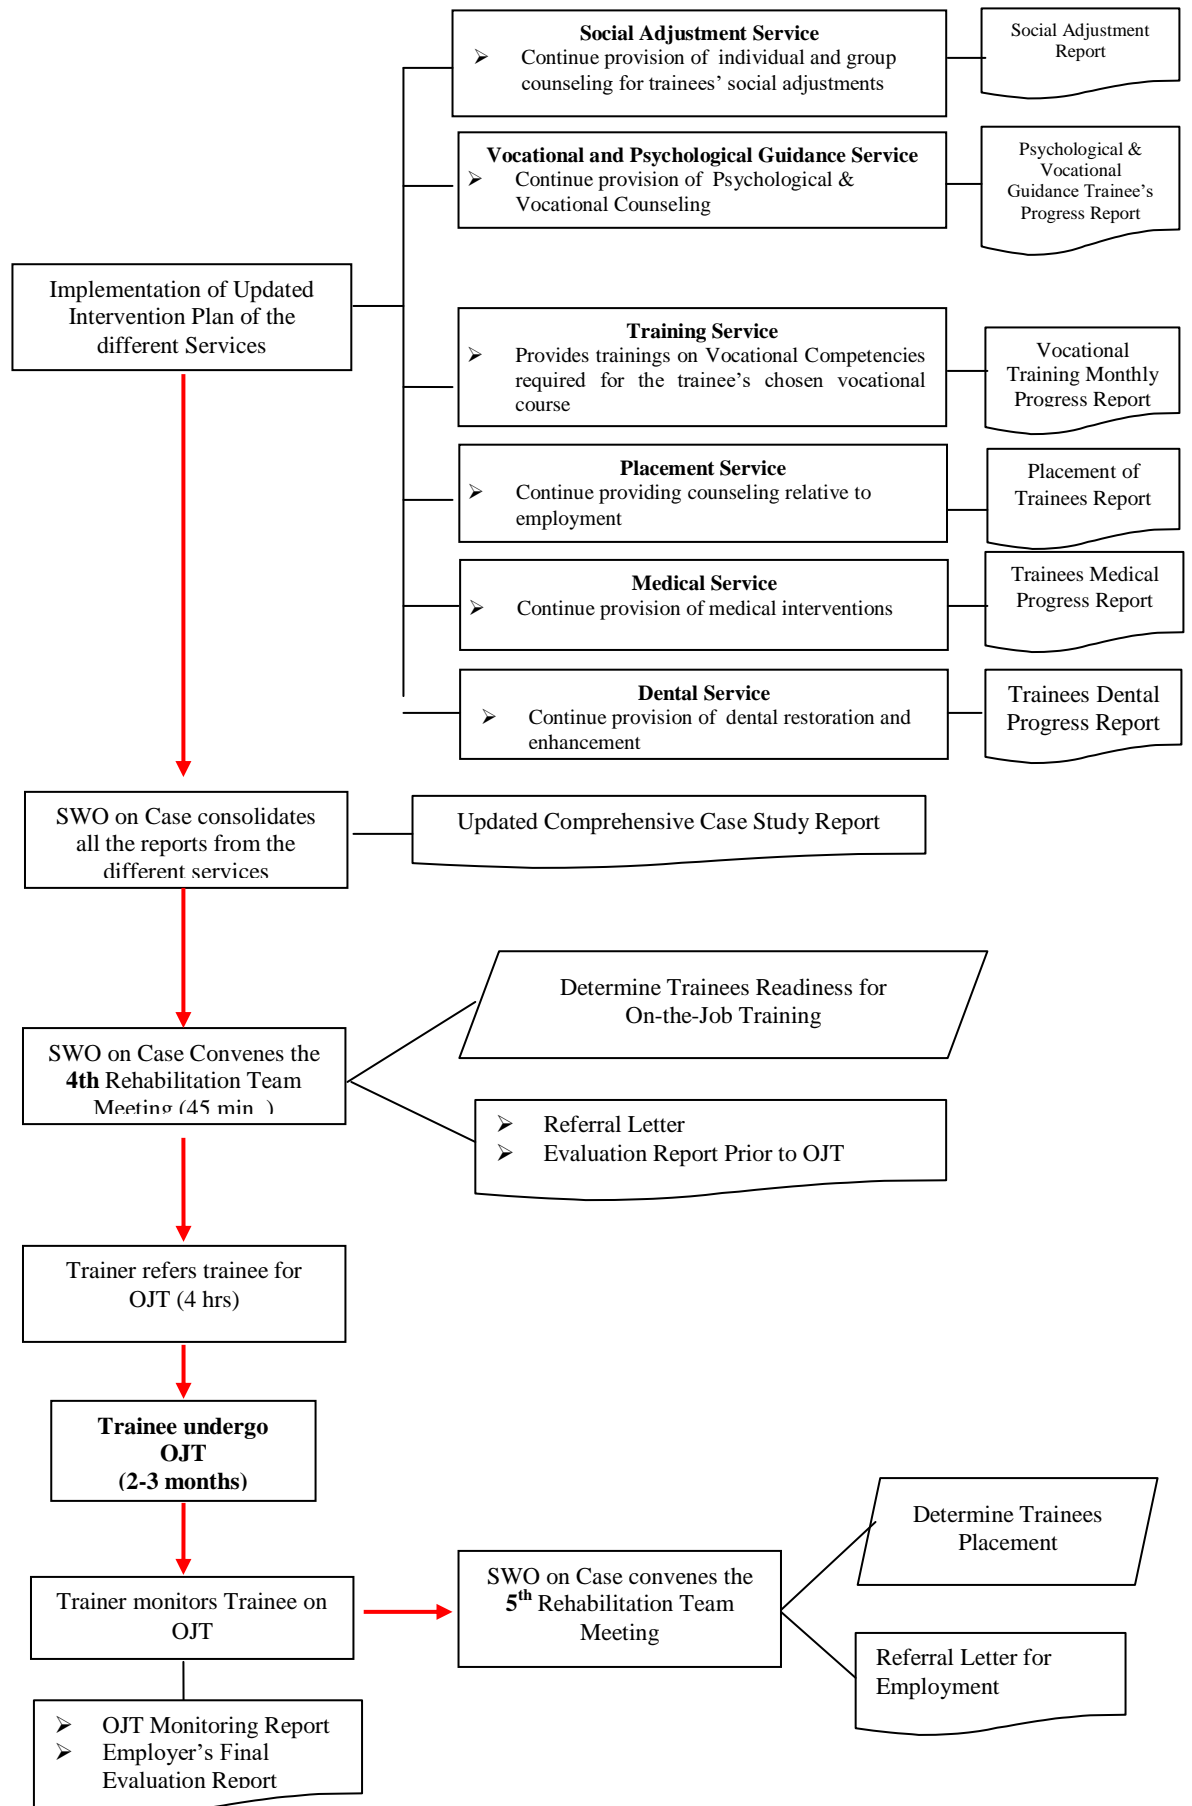 Social Adjustment Service
➢ Continue provision of individual and group
counseling for trainees’ social adjustments
Social Adjustment
Report
Vocational and Psychological Guidance Service
➢ Continue provision of Psychological &
Vocational Counseling
Psychological &
Vocational
Guidance Trainee’s
Progress Report
Implementation of Updated
Intervention Plan of the
different Services
Training Service
➢ Provides trainings on Vocational Competencies
required for the trainee’s chosen vocational
course
Vocational
Training Monthly
Progress Report
Placement Service
➢ Continue providing counseling relative to
employment
Placement of
Trainees Report
Medical Service
➢ Continue provision of medical interventions
Trainees Medical
Progress Report
Dental Service
➢ Continue provision of dental restoration and
enhancement
Trainees Dental
Progress Report
SWO on Case consolidates
all the reports from the
different services
Updated Comprehensive Case Study Report
Determine Trainees Readiness for
On-the-Job Training
SWO on Case Convenes the
4th Rehabilitation Team
Meeting (45 min. )
➢ Referral Letter
➢ Evaluation Report Prior to OJT
Trainer refers trainee for
OJT (4 hrs)
Trainee undergo
OJT
(2-3 months)
Trainer monitors Trainee on
OJT
SWO on Case convenes the
5th Rehabilitation Team
Meeting
Determine Trainees
Placement
Referral Letter for
Employment
➢ OJT Monitoring Report
➢ Employer’s Final
Evaluation Report